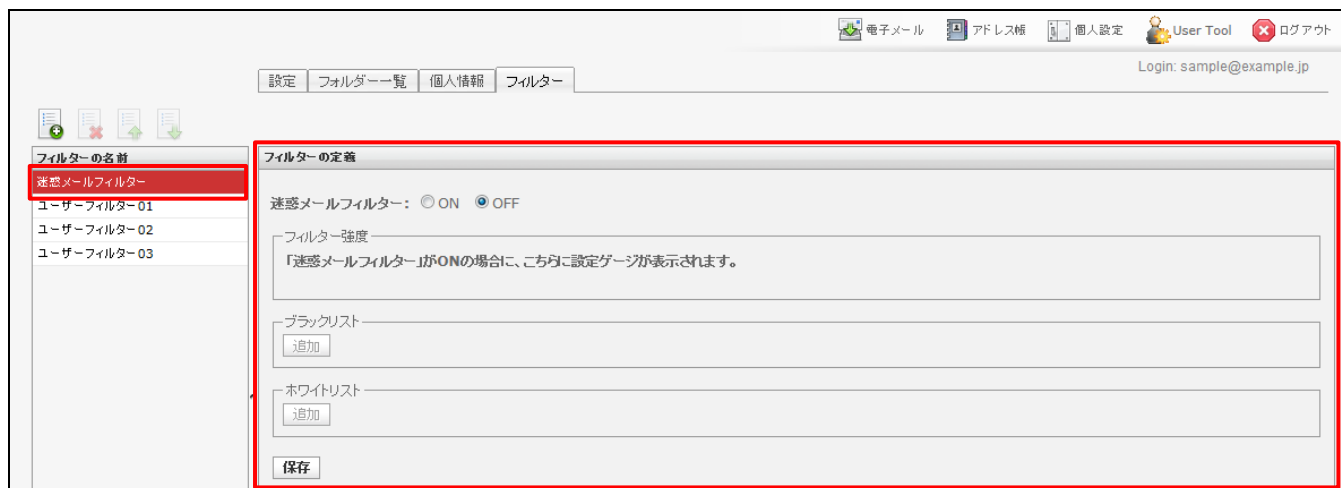 電子メール アドレス帳 個人設定 User Tool ログアウト
Login: sample@example.jp
設定 フォルダー一覧 個人情報 フィルター
フィルターの名前
迷惑メールフィルター
ユーザーフィルター01
ユーザーフィルター02
ユーザーフィルター03
フィルターの定義
迷惑メールフィルター: ON OFF
フィルター強度
「迷惑メールフィルター」がONの場合に、こちらに設定ゲージが表示されます。
ブラックリスト
追加
ホワイトリスト
追加
保存